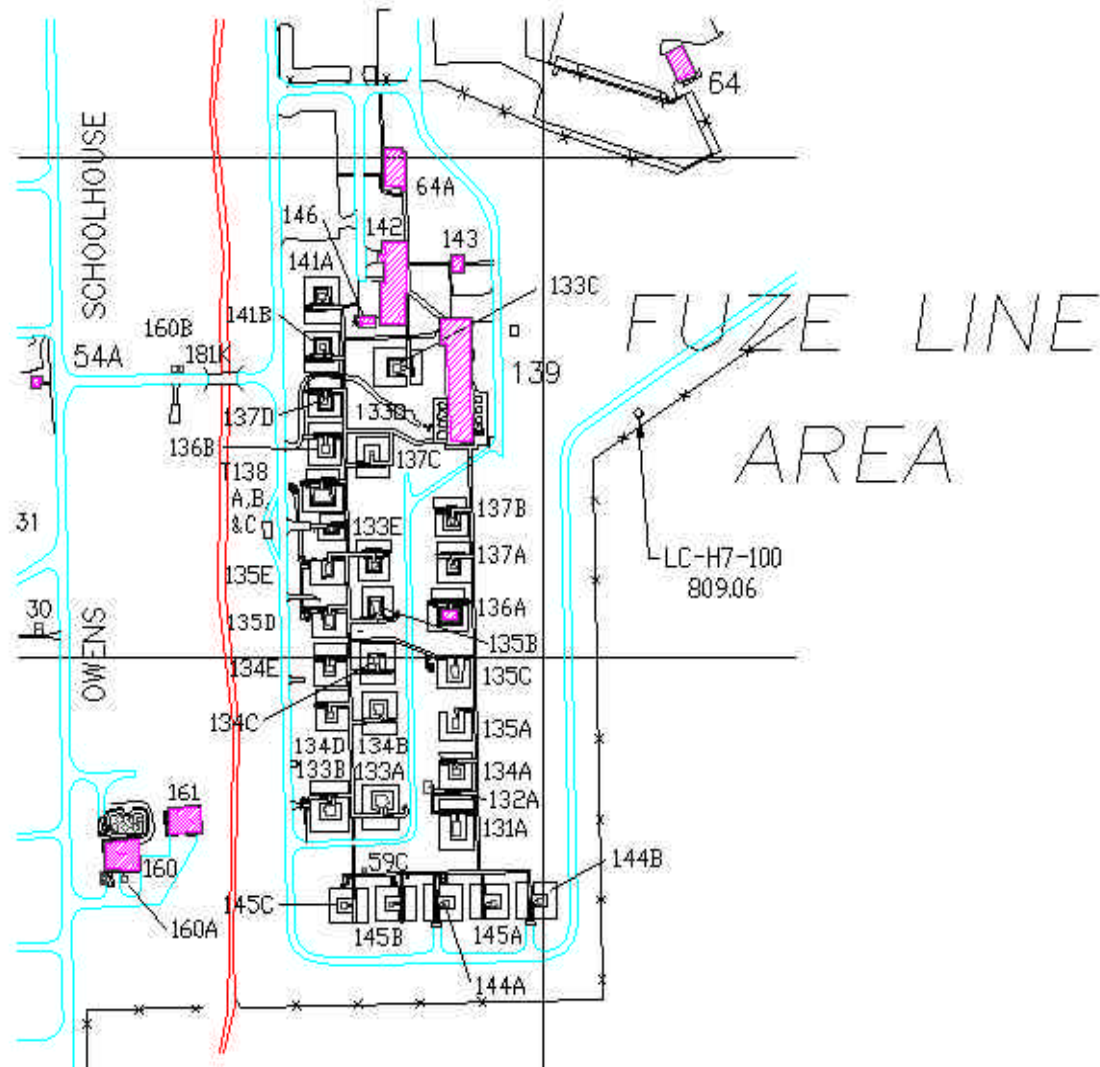 64
SCHOOLHOUSE
64A
146
142
143
141A
133C
FUZE LINE
141B
160B
54A
181K
139
137D
133D
AREA
136B
137C
T138
A,B,
&C
137B
31
133E
137A
LC-H7-100
809.06
135E
136A
30
135D
135B
OWENS
134E
135C
134C
135A
134D
134B
133B
133A
134A
161
132A
131A
59C
144B
160
145C
160A
145B
145A
144A